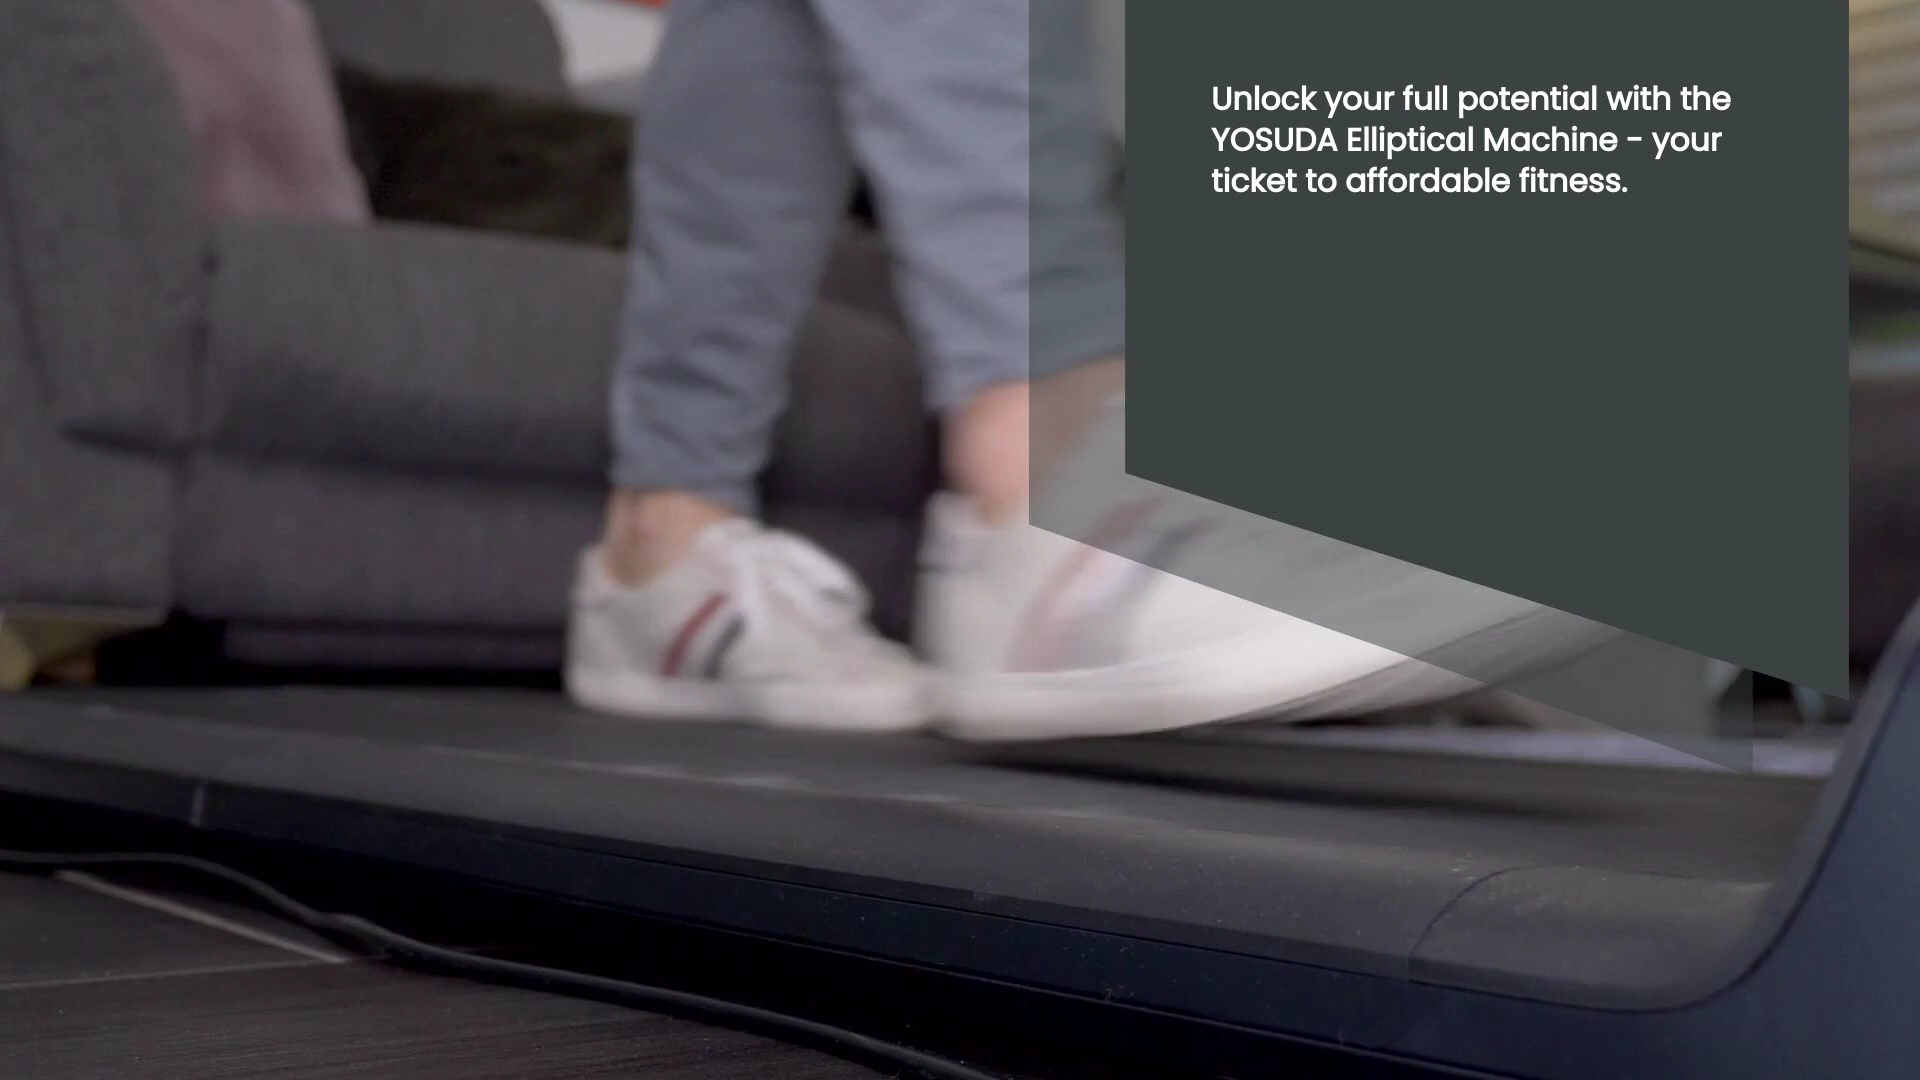 Unlock your full potential with the
YOSUDA Elliptical Machine - your
ticket to affordable fitness.